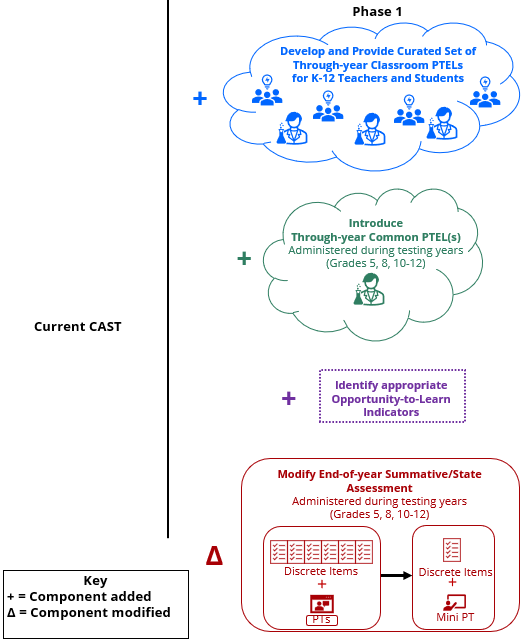 Phase 1
+
Develop and Provide Curated Set of
Through-year Classroom PTELs
for K-12 Teachers and Students
+
Introduce
Through-year Common PTEL(s)
Administered during testing years
(Grades 5, 8, 10-12)
Current CAST
+
Identify appropriate
Opportunity-to-Learn
Indicators
Δ
Modify End-of-year Summative/State
Assessment
Administered during testing years
(Grades 5, 8, 10-12)
Discrete Items
+
PTs
Discrete Items
+
Mini PT
Key
+ = Component added
Δ = Component modified